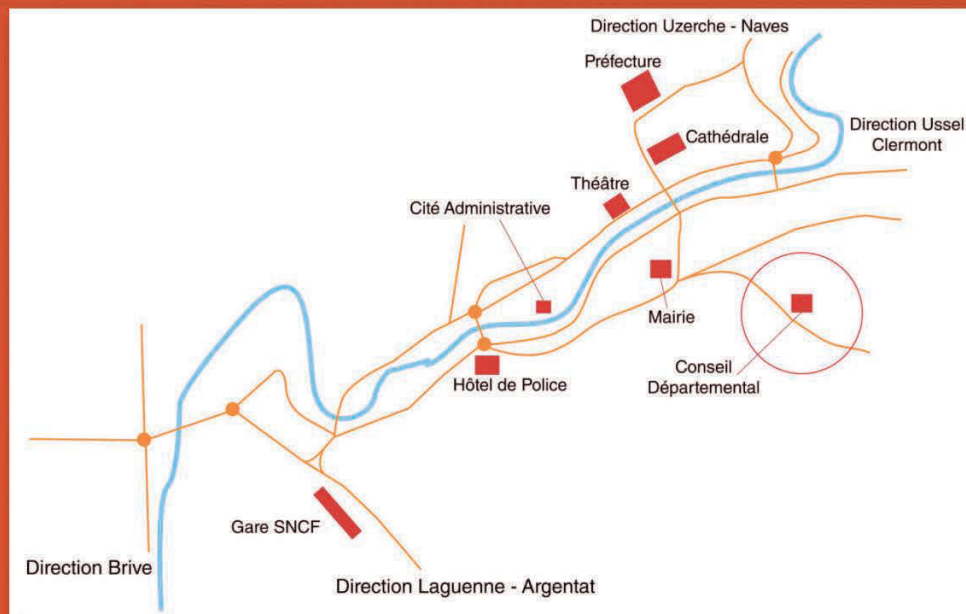 Direction Uzerche - Naves
Préfecture
Direction Ussel
Clermont
Cathédrale
Théâtre
Cité Administrative
Mairie
Conseil
Départemental
Hôtel de Police
Gare SNCF
Direction Brive
Direction Laguenne - Argentat